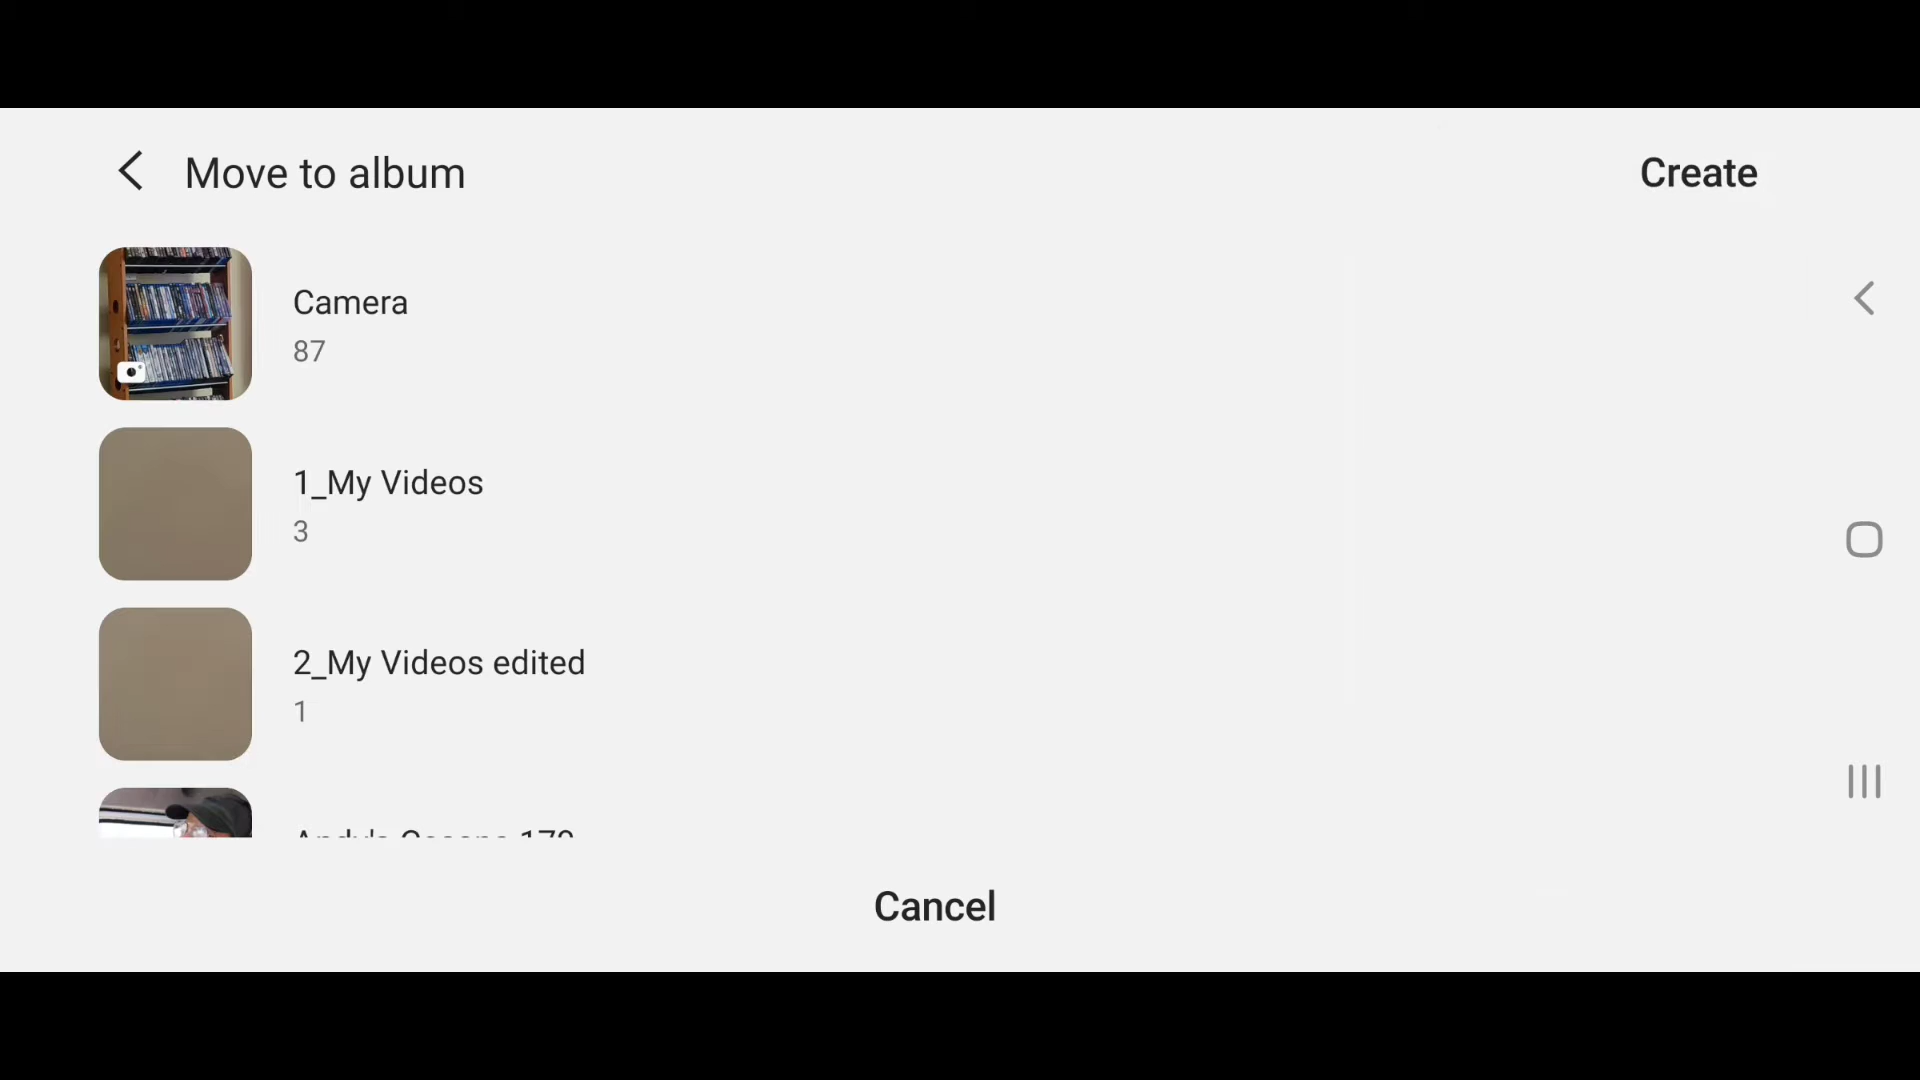 Move to album
Create
Camera
87
1_My Videos
3
2_My Videos edited
1
Cancel